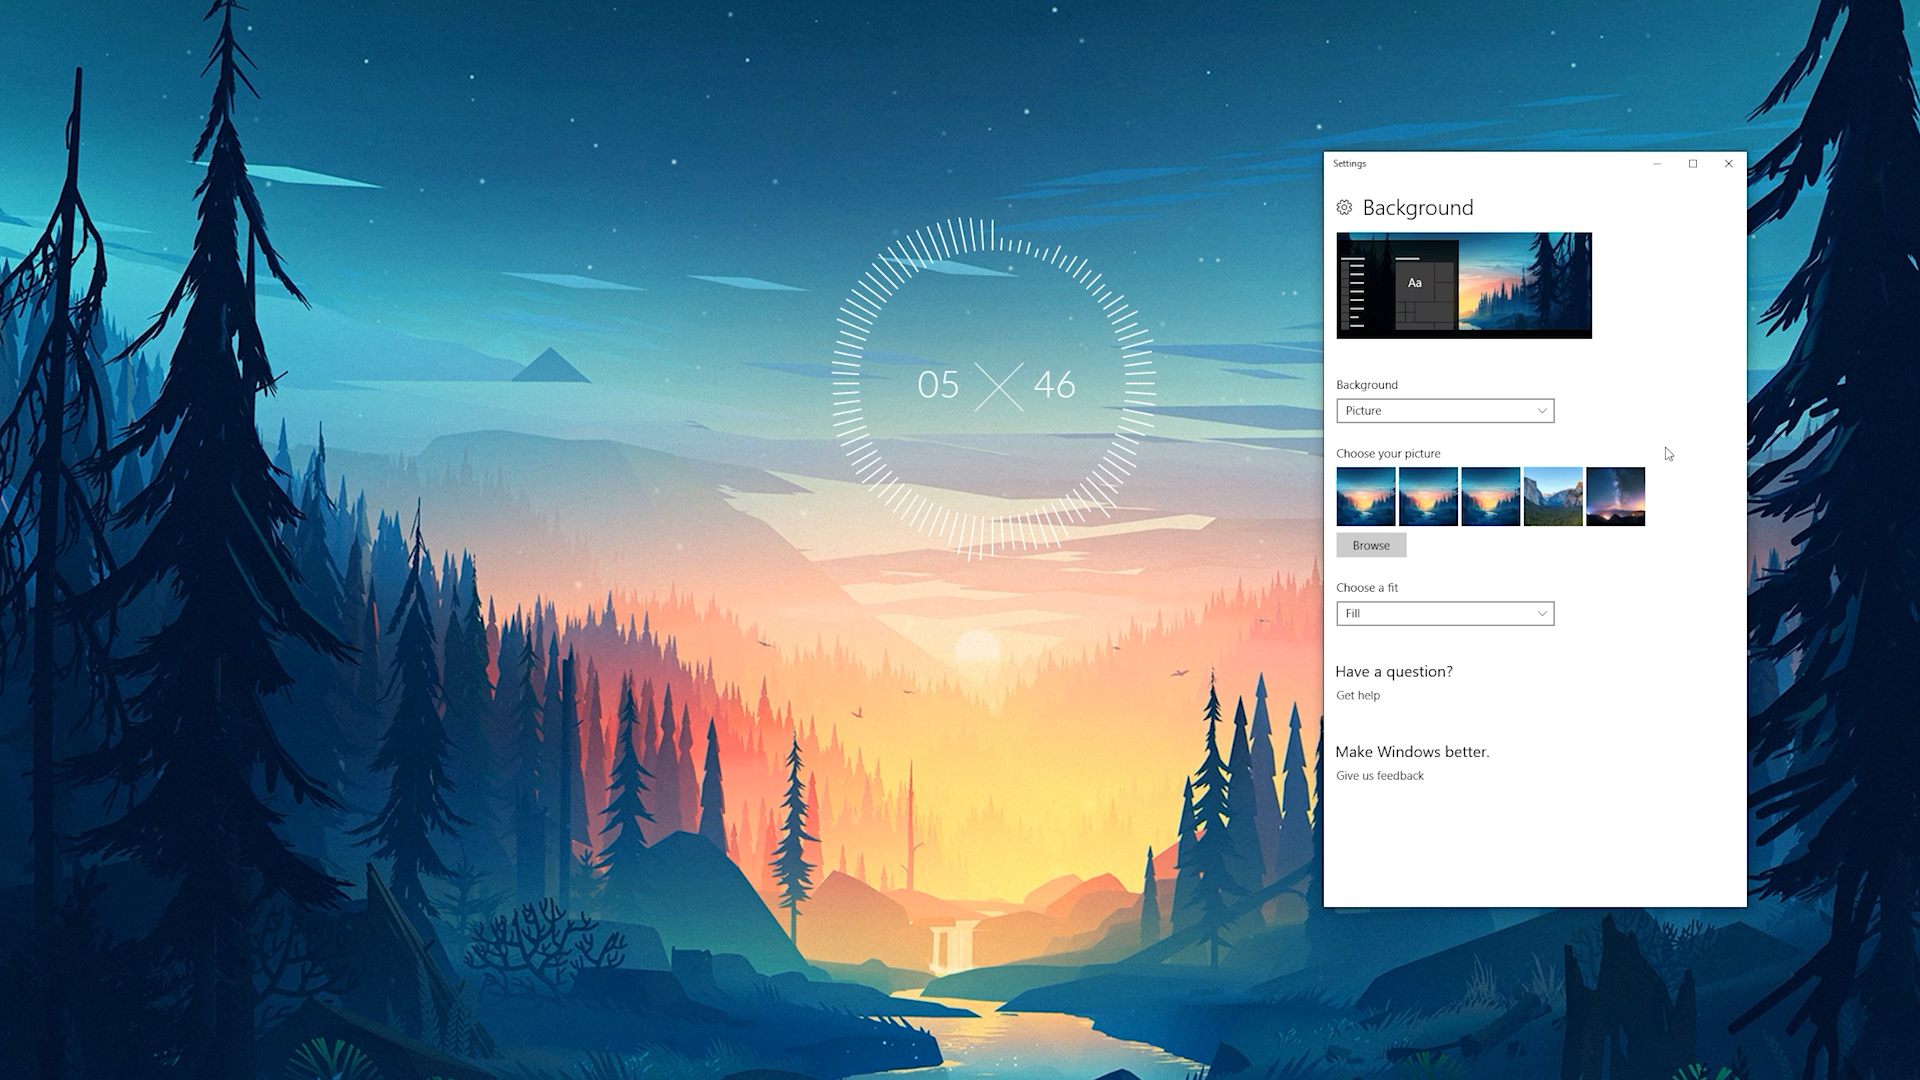 Settings
Background
Aa
05 46
Background
Picture
Choose your picture
Browse
Choose a fit
Fill
Have a question?
Get help
Make Windows better.
Give us feedback